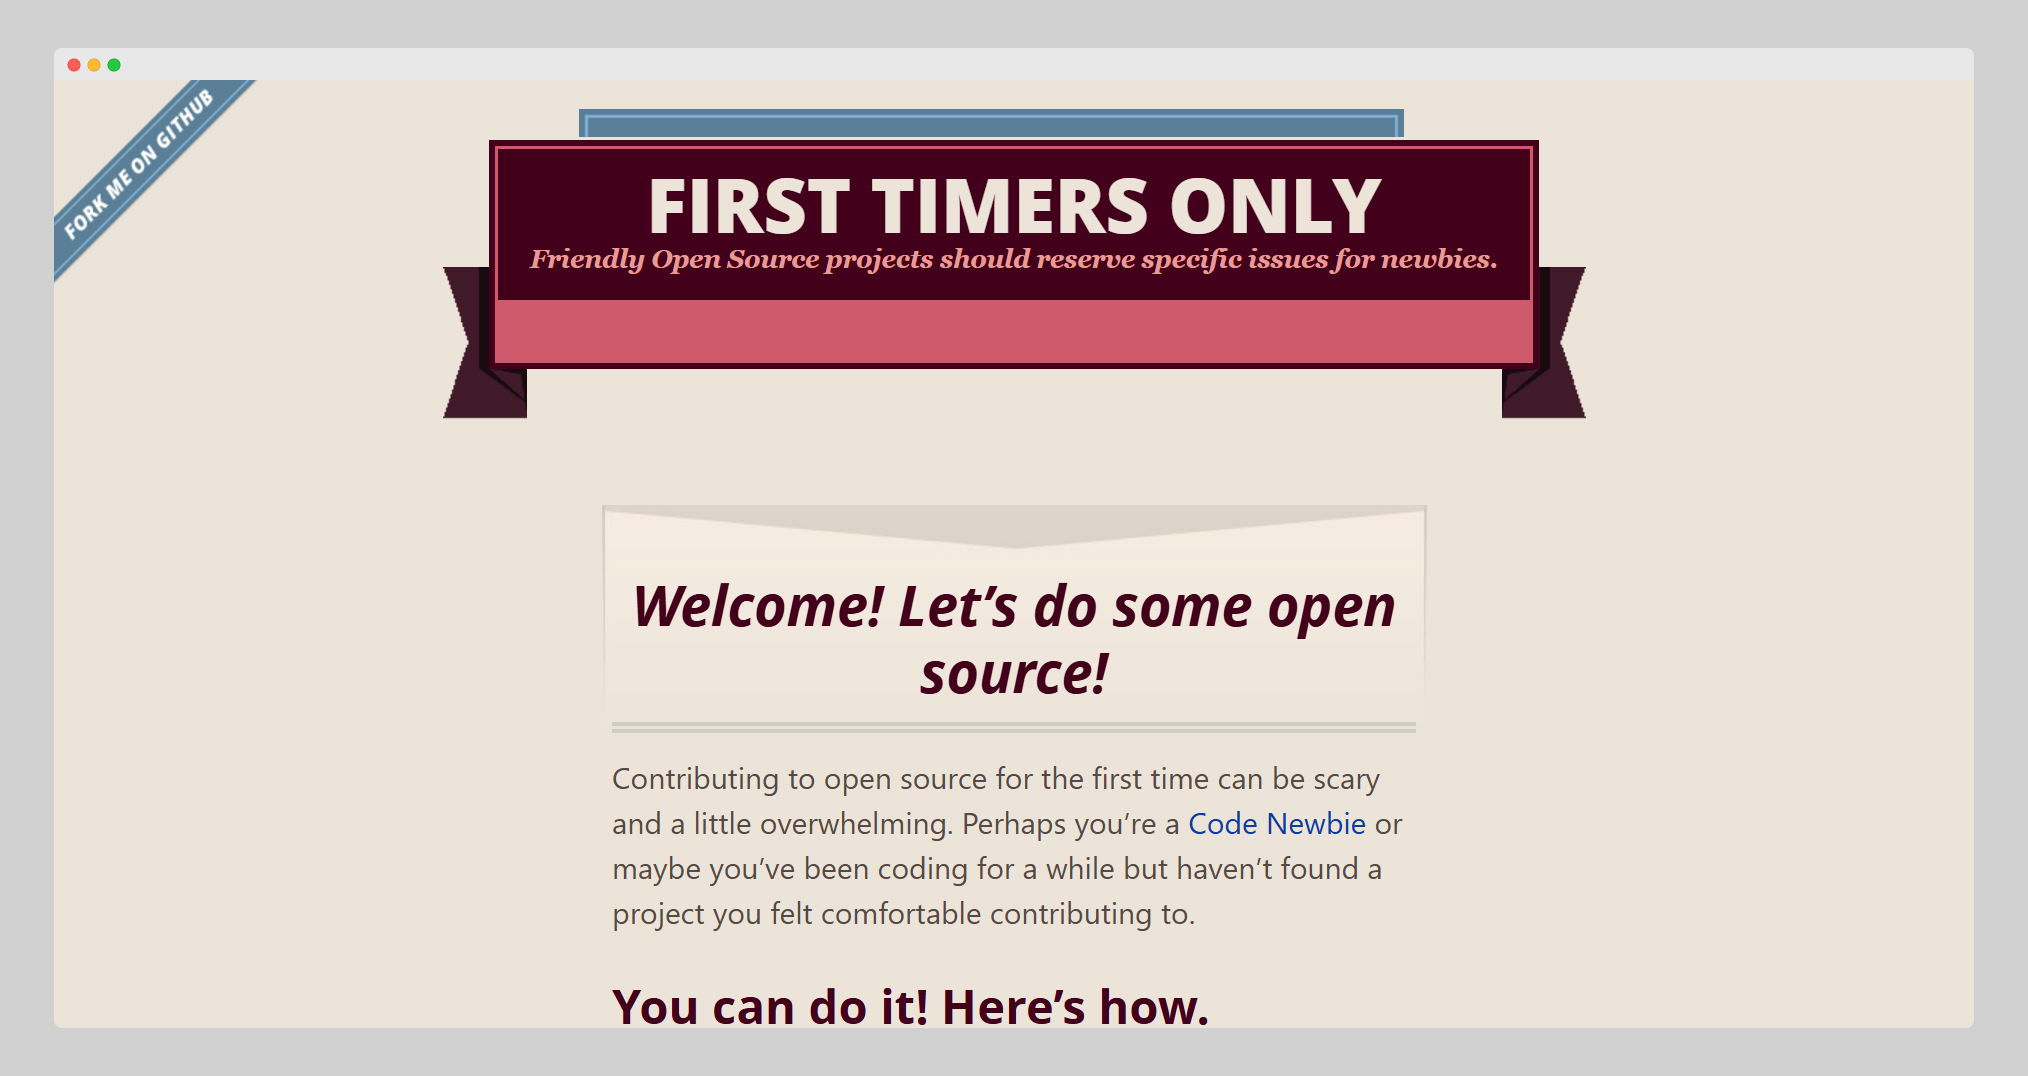 FORK ME ON GITHUB
FIRST TIMERS ONLY
Friendly Open Source projects should reserve specific issues for newbies.
Welcome! Let’s do some open
source!
Contributing to open source for the first time can be scary
and a little overwhelming. Perhaps you’re a Code Newbie or
maybe you’ve been coding for a while but haven’t found a
project you felt comfortable contributing to.
You can do it! Here’s how.